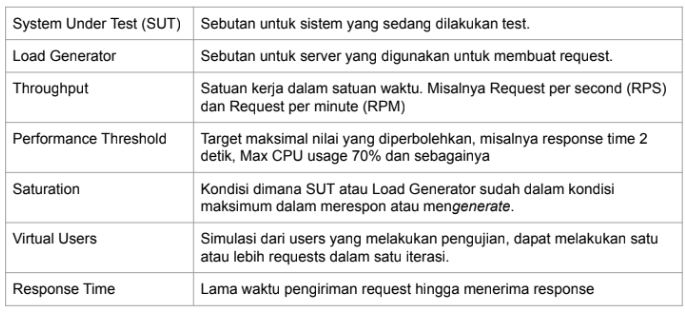 System Under Test (SUT)
Sebutan untuk sistem yang sedang dilakukan test.
Load Generator
Sebutan untuk server yang digunakan untuk membuat request.
Throughput
Satuan kerja dalam satuan waktu. Misalnya Request per second (RPS)
dan Request per minute (RPM)
Performance Threshold
Target maksimal nilai yang diperbolehkan, misalnya response time 2
detik, Max CPU usage 70% dan sebagainya
Saturation
Kondisi dimana SUT atau Load Generator sudah dalam kondisi
maksimum dalam merespon atau mengenerate.
Virtual Users
Simulasi dari users yang melakukan pengujian, dapat melakukan satu
atau lebih requests dalam satu iterasi.
Response Time
Lama waktu pengiriman request hingga menerima response